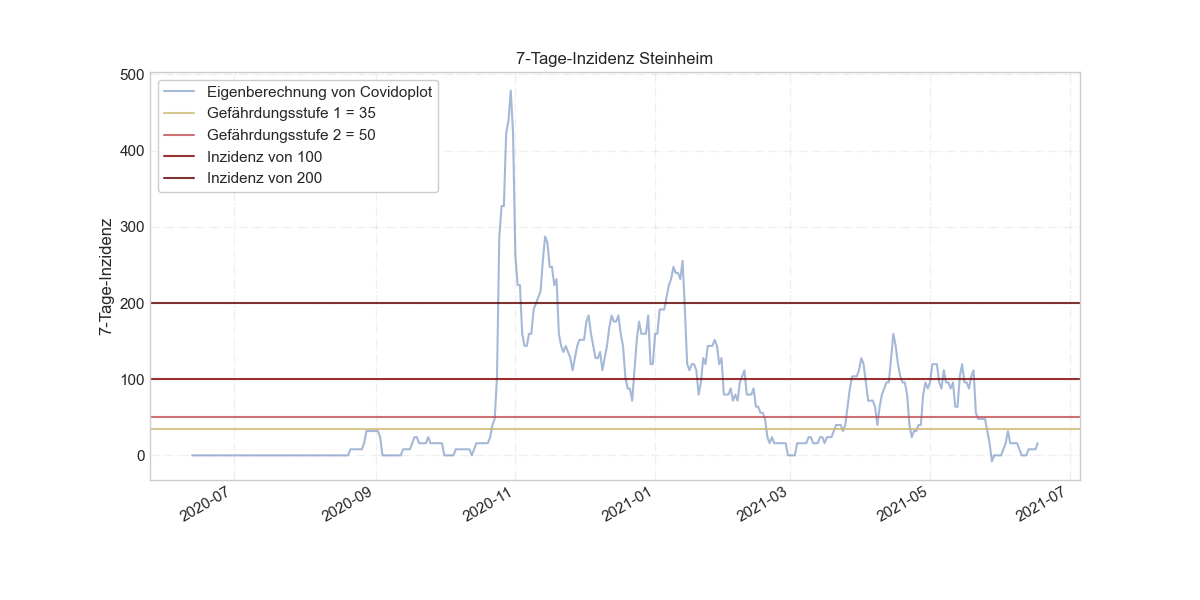 7-Tage-Inzidenz Steinheim
500
400
300
200
100
0
7-Tage-Inzidenz
Eigenberechnung von Covidoplot
Gefährdungsstufe 1 = 35
Gefährdungsstufe 2 = 50
Inzidenz von 100
Inzidenz von 200
2020-07
2020-09
2020-11
2021-01
2021-03
2021-05
2021-07